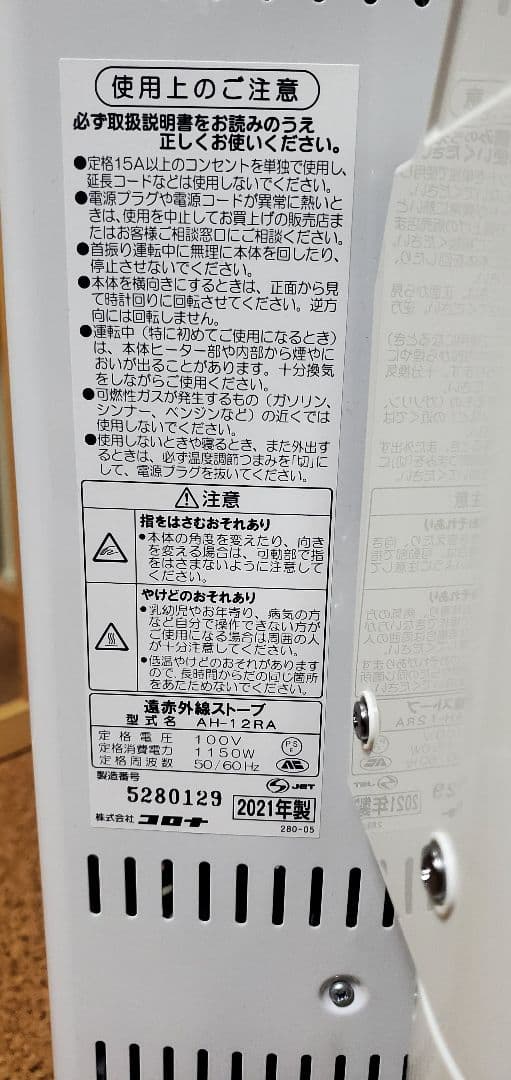 使用上のご注意
必ず取扱説明書をお読みのうえ
正しくお使いください。
●定格15A以上のコンセントを単独で使用し、
延長コードなどは使用しないでください。
●電源プラグや電源コードが異常に熱いと
きは、使用を中止してお買上げの販売店ま
たはお客様ご相談窓口にご相談ください。
●首振り運転中に無理に本体を回したり、
停止させないでください。
●本体を横向きにするときは、正面から見
て時計回りに回転させてください。逆方
向には回転しません。
●運転中（特に初めてご使用になるとき）
は、本体ヒーター部や内部から煙やに
おいが出ることがあります。十分換気
をしながらご使用ください。
●可燃性ガスが発生するもの（ガソリン、
シンナー、ベンジンなど）の近くでは
使用しないでください。
●使用しないときや寝るとき、また外出す
るときは、必ず温度調節つまみを「切」に
して、電源プラグを抜いてください。
⚠注意
指をはさむおそれあり
●本体の角度を変えたり、向き
を変える場合は、可動部で指
をはさまないように注意して
ください。
やけどのおそれあり
●乳幼児やお年寄り、病気の方
など自分で操作できない方が
ご使用になる場合は周囲の人
が十分注意してください。
●低温やけどのおそれがあります
ので、長時間からだの同じ箇所
をあたためないでください。
遠赤外線ストーブ
型式名 AH-12RA
定格電圧 100V
定格消費電力 1150W
定格周波数 50/60Hz
PSE
製造番号
JET
5280129 2021年製
株式会社 コロナ 280-05